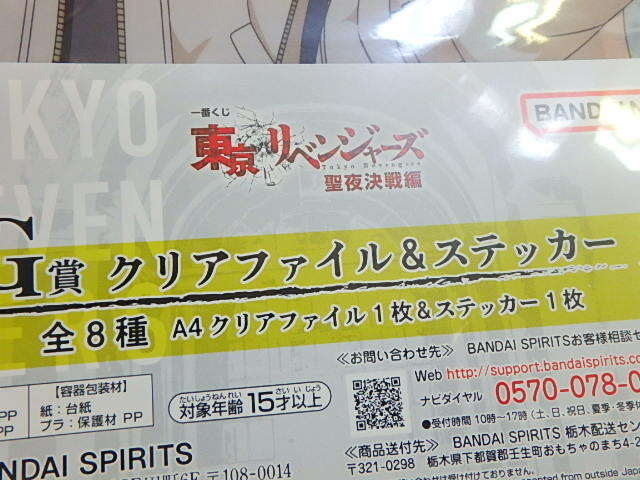 一番くじ
東京リベンジャーズ
Tokyo Revengers
聖夜決戦編
G賞 クリアファイル&ステッカー
全8種 A4クリアファイル1枚&ステッカー1枚
≪お問い合わせ先≫ BANDAI SPIRITSお客様相談セ
Web http://support.bandaispirits.co
ナビダイヤル 0570-078-0
●受付時間 10時〜17時(土、日、祝日、夏季・冬季休
【容器包装材】
紙:台紙
プラ:保護材 PP
PP
PP
たいしょうねんれい さい い じょう
対象年齢 15才以上
≪商品送付先≫ BANDAI SPIRITS 栃木配送セン
〒321-0298 栃木県下都賀郡壬生町おもちゃのまち4-2
NDAI SPIRITS
〒108-0014